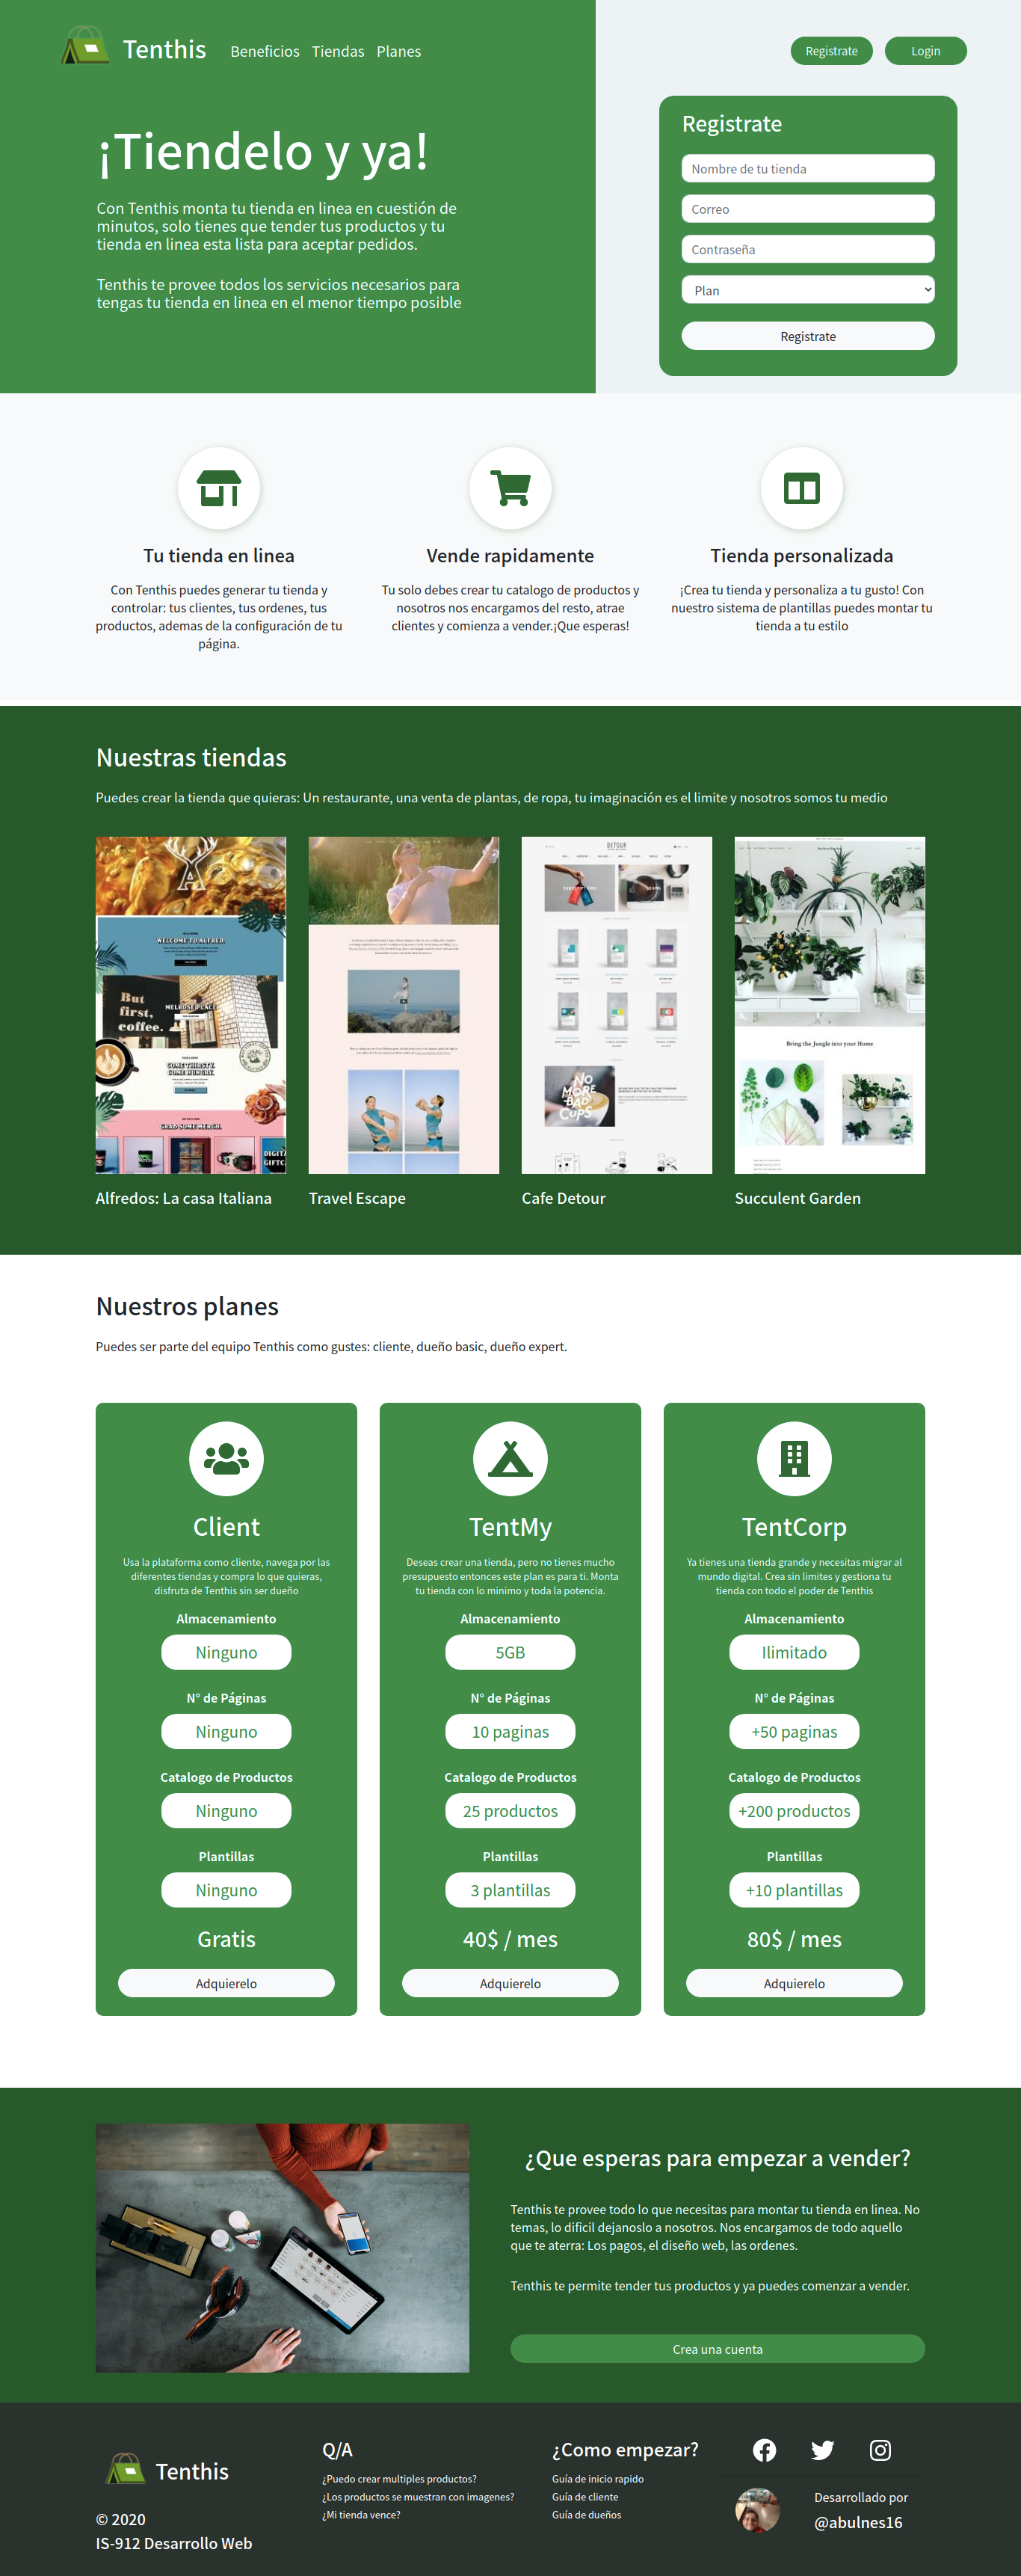 Tenthis
Beneficios Tiendas Planes
Registrate Login
¡Tiendelo y ya!
Con Tenthis monta tu tienda en linea en cuestión de
minutos, solo tienes que tender tus productos y tu
tienda en linea esta lista para aceptar pedidos.
Tenthis te provee todos los servicios necesarios para
tengas tu tienda en linea en el menor tiempo posible
Registrate
Nombre de tu tienda
Correo
Contraseña
Plan
Registrate
Tu tienda en linea
Con Tenthis puedes generar tu tienda y
controlar: tus clientes, tus ordenes, tus
productos, ademas de la configuración de tu
página.
Vende rapidamente
Tu solo debes crear tu catalogo de productos y
nosotros nos encargamos del resto, atrae
clientes y comienza a vender.¡Que esperas!
Tienda personalizada
¡Crea tu tienda y personaliza a tu gusto! Con
nuestro sistema de plantillas puedes montar tu
tienda a tu estilo
Nuestras tiendas
Puedes crear la tienda que quieras: Un restaurante, una venta de plantas, de ropa, tu imaginación es el limite y nosotros somos tu medio
A
WELCOME TO ALFRED.
But
first,
coffee.
MELROSE PLACE
COME THIRSTY.
COME HUNGRY.
GRAB SOME MERCH.
DIGITAL
GIFTC
Alfredos: La casa Italiana
Travel Escape
DETOUR
NO
MORE
BAD
CUPS
Cafe Detour
Bring the Jungle into your Home
Succulent Garden
Nuestros planes
Puedes ser parte del equipo Tenthis como gustes: cliente, dueño basic, dueño expert.
Client
Usa la plataforma como cliente, navega por las
diferentes tiendas y compra lo que quieras,
disfruta de Tenthis sin ser dueño
Almacenamiento
Ninguno
N° de Páginas
Ninguno
Catalogo de Productos
Ninguno
Plantillas
Ninguno
Gratis
Adquierelo
TentMy
Deseas crear una tienda, pero no tienes mucho
presupuesto entonces este plan es para ti. Monta
tu tienda con lo minimo y toda la potencia.
Almacenamiento
5GB
N° de Páginas
10 paginas
Catalogo de Productos
25 productos
Plantillas
3 plantillas
40$ / mes
Adquierelo
TentCorp
Ya tienes una tienda grande y necesitas migrar al
mundo digital. Crea sin limites y gestiona tu
tienda con todo el poder de Tenthis
Almacenamiento
Ilimitado
N° de Páginas
+50 paginas
Catalogo de Productos
+200 productos
Plantillas
+10 plantillas
80$ / mes
Adquierelo
¿Que esperas para empezar a vender?
Tenthis te provee todo lo que necesitas para montar tu tienda en linea. No
temas, lo dificil dejanoslo a nosotros. Nos encargamos de todo aquello
que te aterra: Los pagos, el diseño web, las ordenes.
Tenthis te permite tender tus productos y ya puedes comenzar a vender.
Crea una cuenta
Tenthis
© 2020
IS-912 Desarrollo Web
Q/A
¿Puedo crear multiples productos?
¿Los productos se muestran con imagenes?
¿Mi tienda vence?
¿Como empezar?
Guía de inicio rapido
Guía de cliente
Guía de dueños
Desarrollado por
@abulnes16